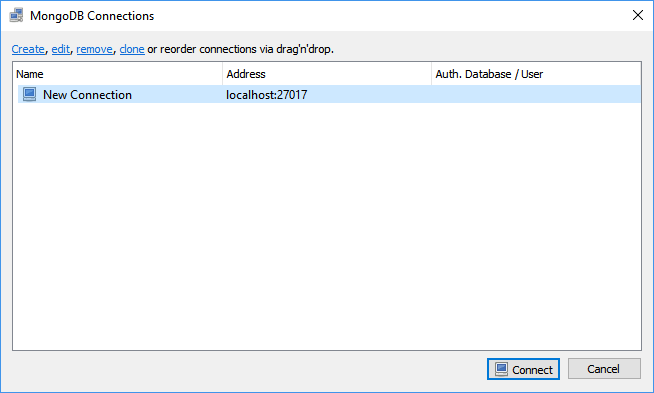 MongoDB Connections
Create, edit, remove, clone or reorder connections via drag'n'drop.
Name Address Auth. Database / User
New Connection localhost:27017
Connect Cancel